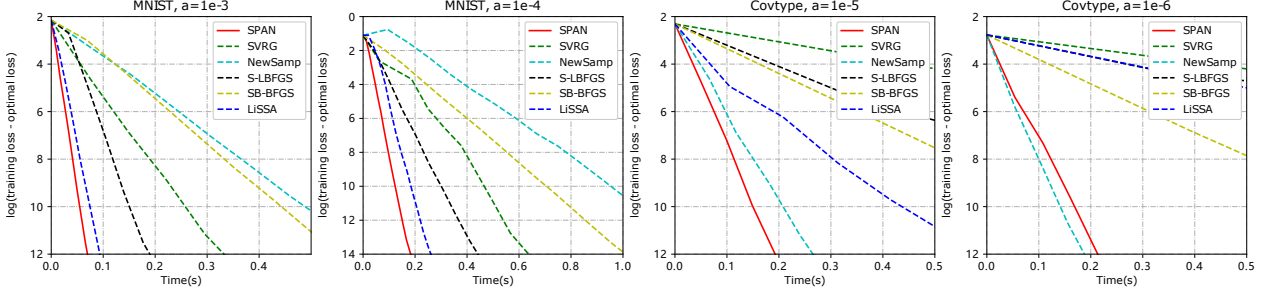 MNIST, a=1e-3
log(training loss - optimal loss)
2
4
6
8
10
12
0.0
0.1
0.2
0.3
0.4
Time(s)
SPAN
SVRG
NewSamp
S-LBFGS
SB-BFGS
LiSSA
MNIST, a=1e-4
log(training loss - optimal loss)
0
2
4
6
8
10
12
14
0.0
0.2
0.4
0.6
0.8
1.0
Time(s)
SPAN
SVRG
NewSamp
S-LBFGS
SB-BFGS
LiSSA
Covtype, a=1e-5
log(training loss - optimal loss)
2
4
6
8
10
12
0.0
0.1
0.2
0.3
0.4
0.5
Time(s)
SPAN
SVRG
NewSamp
S-LBFGS
SB-BFGS
LiSSA
Covtype, a=1e-6
log(training loss - optimal loss)
2
4
6
8
10
12
0.0
0.1
0.2
0.3
0.4
0.5
Time(s)
SPAN
SVRG
NewSamp
S-LBFGS
SB-BFGS
LiSSA